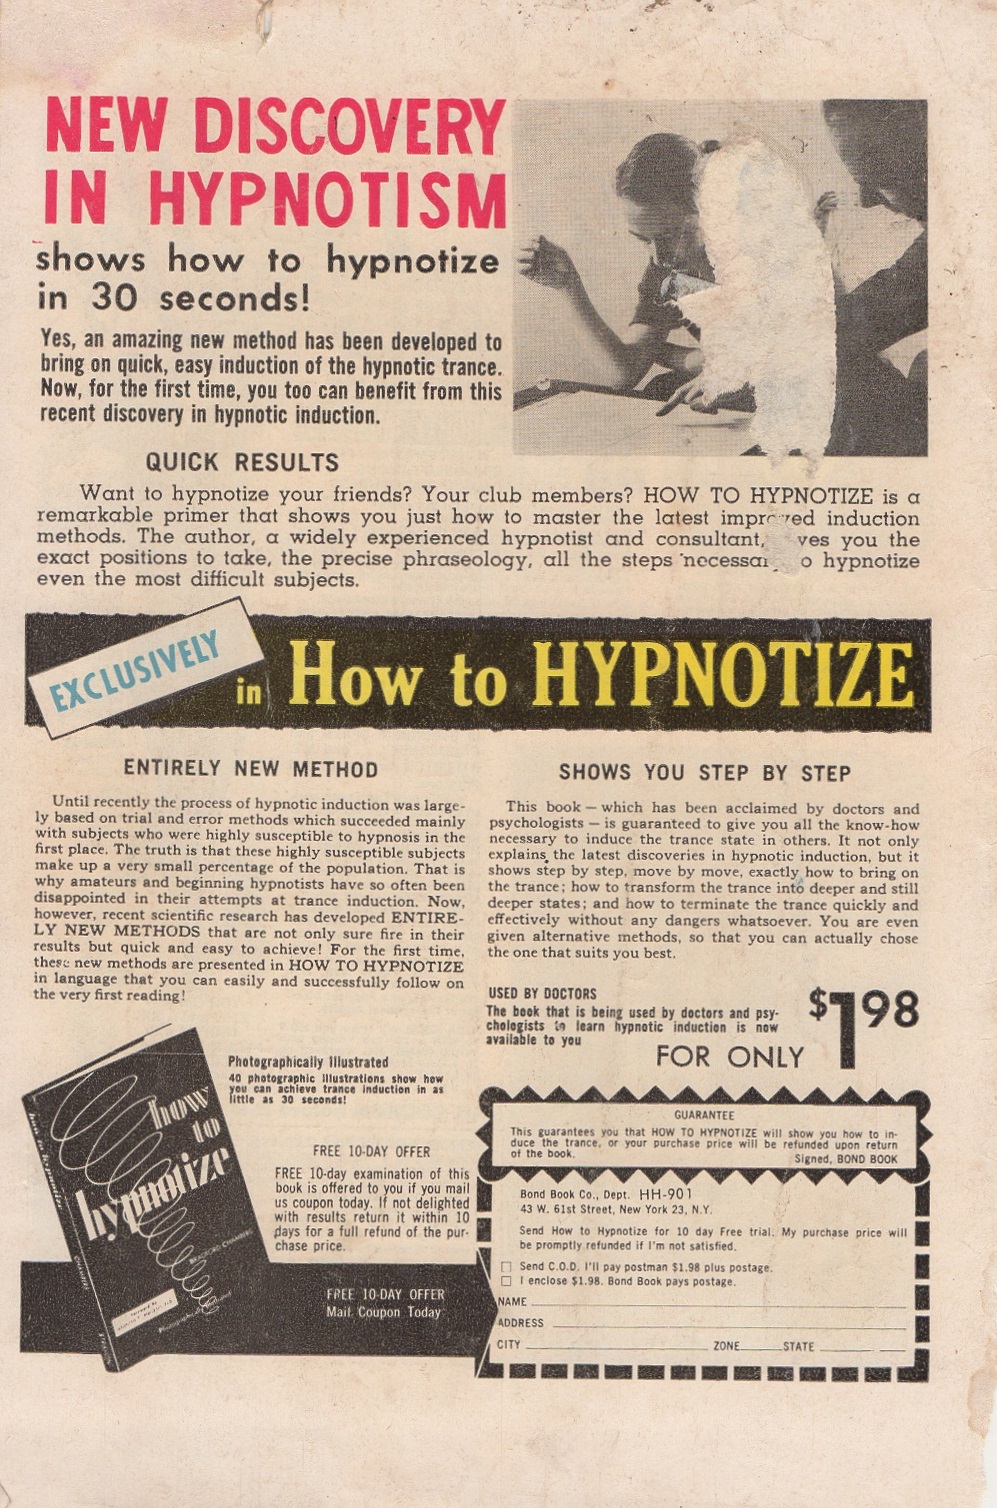 NEW DISCOVERY
IN HYPNOTISM
shows how to hypnotize
in 30 seconds!
Yes, an amazing new method has been developed to
bring on quick, easy induction of the hypnotic trance.
Now, for the first time, you too can benefit from this
recent discovery in hypnotic induction.
QUICK RESULTS
Want to hypnotize your friends? Your club members? HOW TO HYPNOTIZE is a
remarkable primer that shows you just how to master the latest improved induction
methods. The author, a widely experienced hypnotist and consultant, ves you the
exact positions to take, the precise phraseology, all the steps necessar o hypnotize
even the most difficult subjects.
EXCLUSIVELY
in How to HYPNOTIZE
ENTIRELY NEW METHOD
Until recently the process of hypnotic induction was large-
ly based on trial and error methods which succeeded mainly
with subjects who were highly susceptible to hypnosis in the
first place. The truth is that these highly susceptible subjects
make up a very small percentage of the population. That is
why amateurs and beginning hypnotists have so often been
disappointed in their attempts at trance induction. Now,
however, recent scientific research has developed ENTIRE-
LY NEW METHODS that are not only sure fire in their
results but quick and easy to achieve! For the first time,
these new methods are presented in HOW TO HYPNOTIZE
in language that you can easily and successfully follow on
the very first reading!
SHOWS YOU STEP BY STEP
This book — which has been acclaimed by doctors and
psychologists — is guaranteed to give you all the know-how
necessary to induce the trance state in others. It not only
explains the latest discoveries in hypnotic induction, but it
shows step by step, move by move, exactly how to bring on
the trance; how to transform the trance into deeper and still
deeper states; and how to terminate the trance quickly and
effectively without any dangers whatsoever. You are even
given alternative methods, so that you can actually chose
the one that suits you best.
USED BY DOCTORS
The book that is being used by doctors and psy-
chologists to learn hypnotic induction is now
available to you
FOR ONLY $1.98
how
to
hypnotize
BRADFORD CHAMBERS
how to hypnotize
CHAMBERS
Photographically Illustrated
40 photographic illustrations show how
you can achieve trance induction in as
little as 30 seconds!
FREE 10-DAY OFFER
FREE 10-day examination of this
book is offered to you if you mail
us coupon today. If not delighted
with results return it within 10
days for a full refund of the pur-
chase price.
FREE 10-DAY OFFER
Mail Coupon Today
GUARANTEE
This guarantees you that HOW TO HYPNOTIZE will show you how to in-
duce the trance, or your purchase price will be refunded upon return
of the book.
Signed, BOND BOOK
Bond Book Co., Dept. HH-901
43 W. 61st Street, New York 23, N.Y.
Send How to Hypnotize for 10 day Free trial. My purchase price will
be promptly refunded if I'm not satisfied.
Send C.O.D. I'll pay postman $1.98 plus postage.
I enclose $1.98. Bond Book pays postage.
NAME
ADDRESS
CITY ZONE STATE